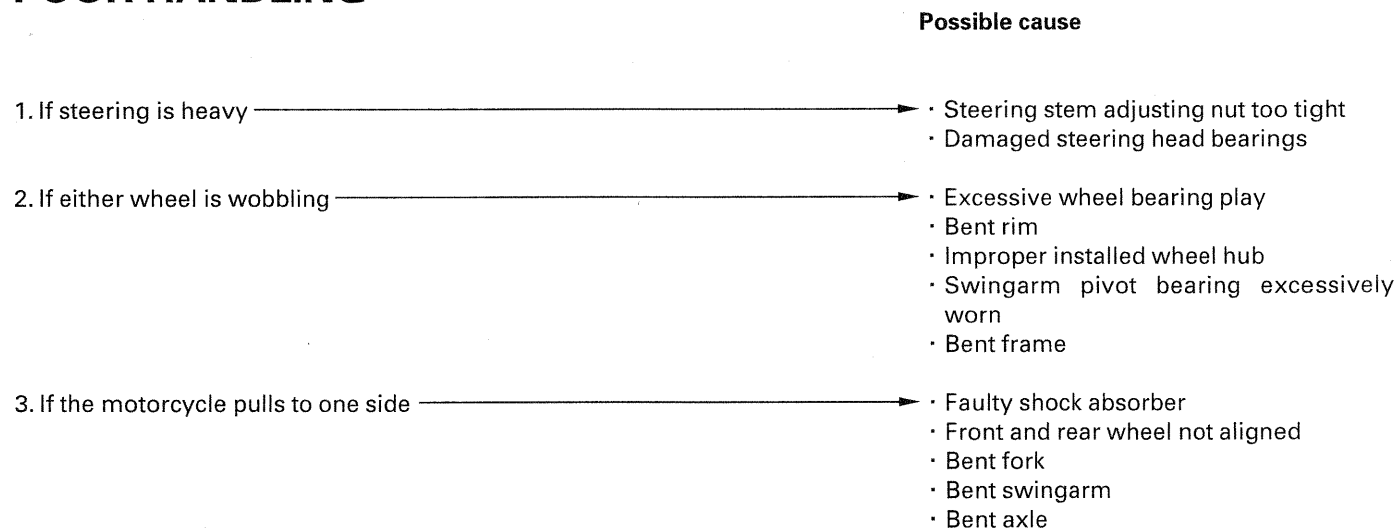 POOR HANDLING
Possible cause
1. If steering is heavy
· Steering stem adjusting nut too tight
· Damaged steering head bearings
2. If either wheel is wobbling
· Excessive wheel bearing play
· Bent rim
· Improper installed wheel hub
· Swingarm pivot bearing excessively
worn
· Bent frame
3. If the motorcycle pulls to one side
· Faulty shock absorber
· Front and rear wheel not aligned
· Bent fork
· Bent swingarm
· Bent axle